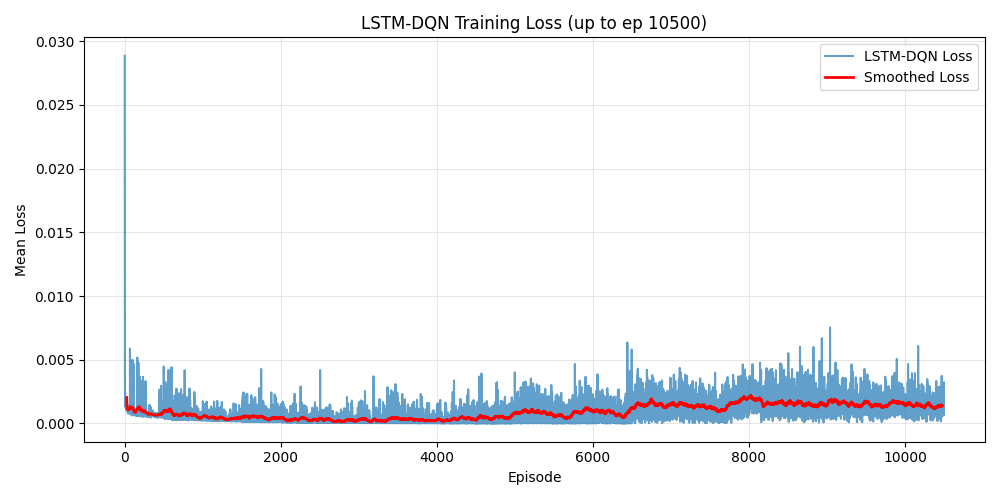 LSTM-DQN Training Loss (up to ep 10500)
LSTM-DQN Loss
Smoothed Loss
Mean Loss
0.030
0.025
0.020
0.015
0.010
0.005
0.000
0 2000 4000 6000 8000 10000
Episode